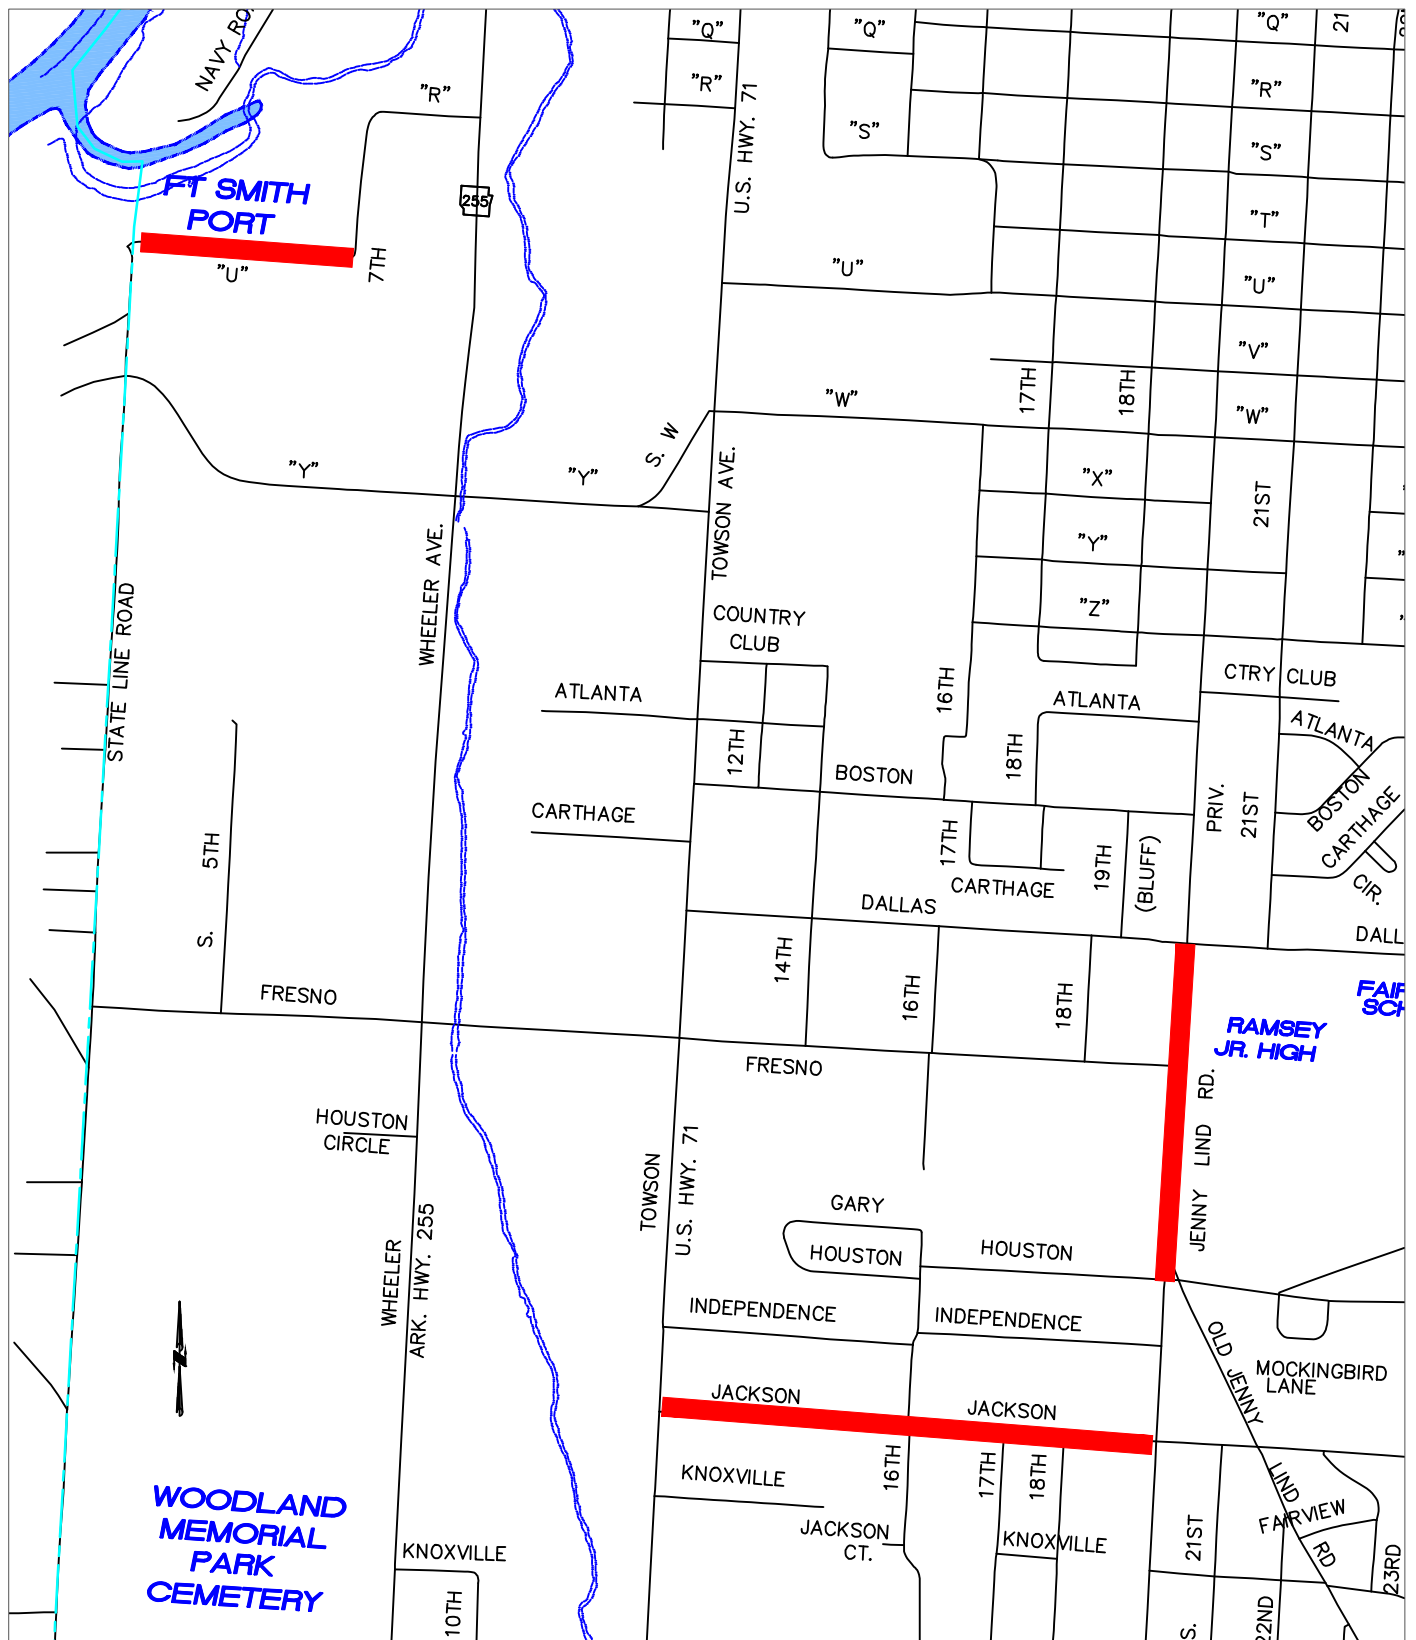 NAVY RO
"Q"
"Q"
"Q"
21
"R"
"R"
"R"
U.S. HWY. 71
"S"
"S"
FT SMITH
PORT
255
"T"
"U"
7TH
"U"
"U"
"V"
"W"
17TH
18TH
"W"
S. W
"Y"
"Y"
TOWSON AVE.
"X"
21ST
"Y"
WHEELER AVE.
STATE LINE ROAD
"Z"
COUNTRY
CLUB
16TH
CTRY CLUB
ATLANTA
ATLANTA
ATLANTA
12TH
18TH
BOSTON
BOSTON
CARTHAGE
PRIV.
21ST
CARTHAGE
CIR.
5TH
S.
17TH
19TH
(BLUFF)
CARTHAGE
DALLAS
DALL
14TH
16TH
18TH
FRESNO
RAMSEY
JR. HIGH
FRESNO
JENNY LIND RD.
HOUSTON
CIRCLE
TOWSON
U.S. HWY. 71
GARY
HOUSTON
HOUSTON
WHEELER
ARK. HWY. 255
INDEPENDENCE
INDEPENDENCE
OLD JENNY
LIND
RD
MOCKINGBIRD
LANE
JACKSON
JACKSON
16TH
17TH
18TH
KNOXVILLE
WOODLAND
MEMORIAL
PARK
CEMETERY
JACKSON
CT.
KNOXVILLE
FAIRVIEW
21ST
S.
23RD
KNOXVILLE
10TH
22ND